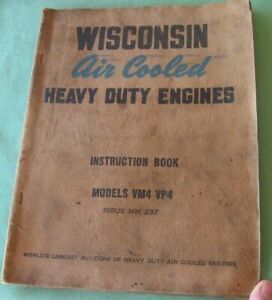 WISCONSIN
Air Cooled
HEAVY DUTY ENGINES
INSTRUCTION BOOK
MODELS VM4 VP4
ISSUE MM 237
WORLD'S LARGEST BUILDERS OF HEAVY DUTY AIR COOLED ENGINES